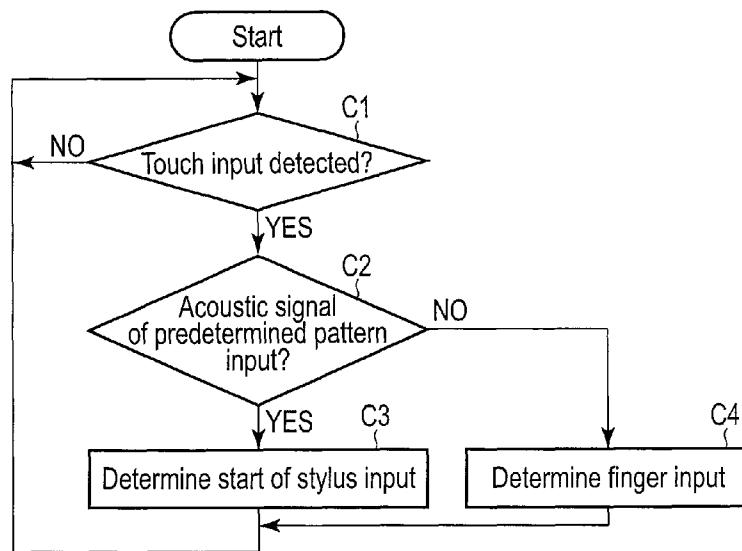 Start
C1
NO
Touch input detected?
YES
C2
Acoustic signal
of predetermined pattern
input?
NO
YES
C3
C4
Determine start of stylus input
Determine finger input